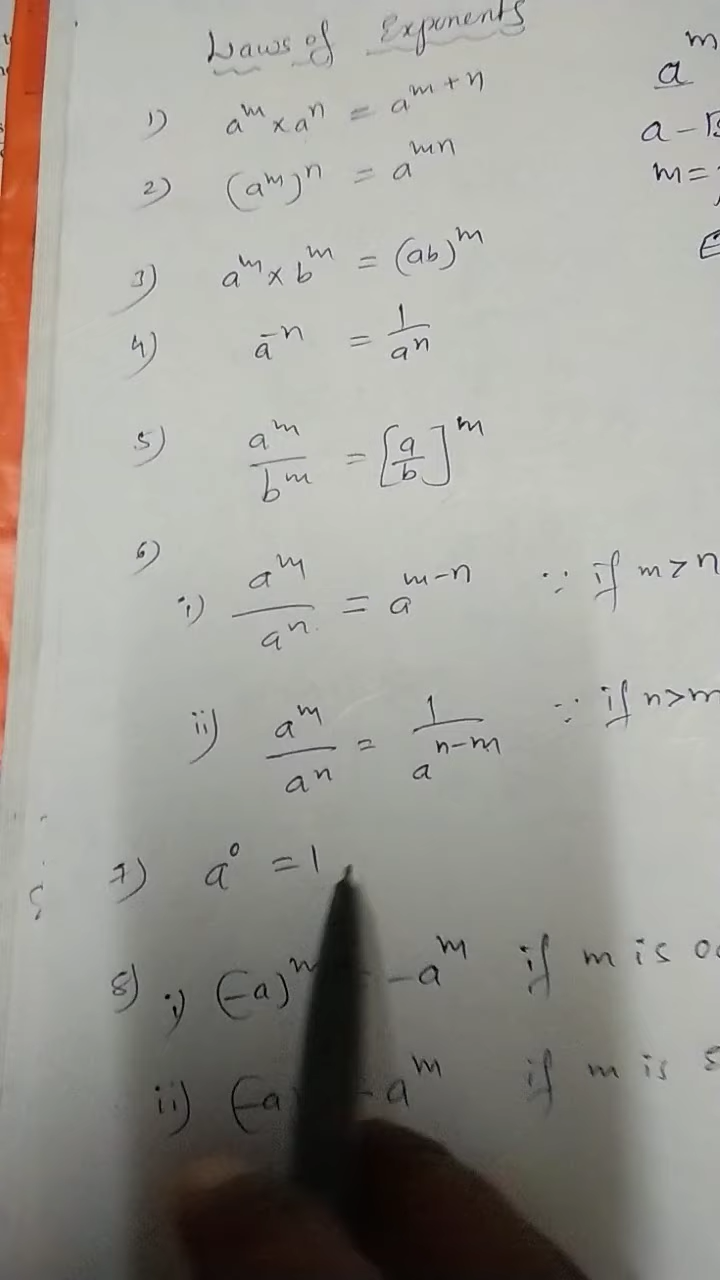 Laws of Exponents
1) a^m × a^n = a^(m+n)
2) (a^m)^n = a^(mn)
3) a^m × b^m = (ab)^m
4) a^-n = 1/a^n
5) a^m/b^m = [a/b]^m
6)
i) a^m/a^n = a^(m-n) ∵ if m > n
ii) a^m/a^n = 1/a^(n-m) ∵ if n > m
7) a^0 = 1
8) i) (-a) -a^m if m is
ii) (-a a^m if m is
a^m
a -
m =